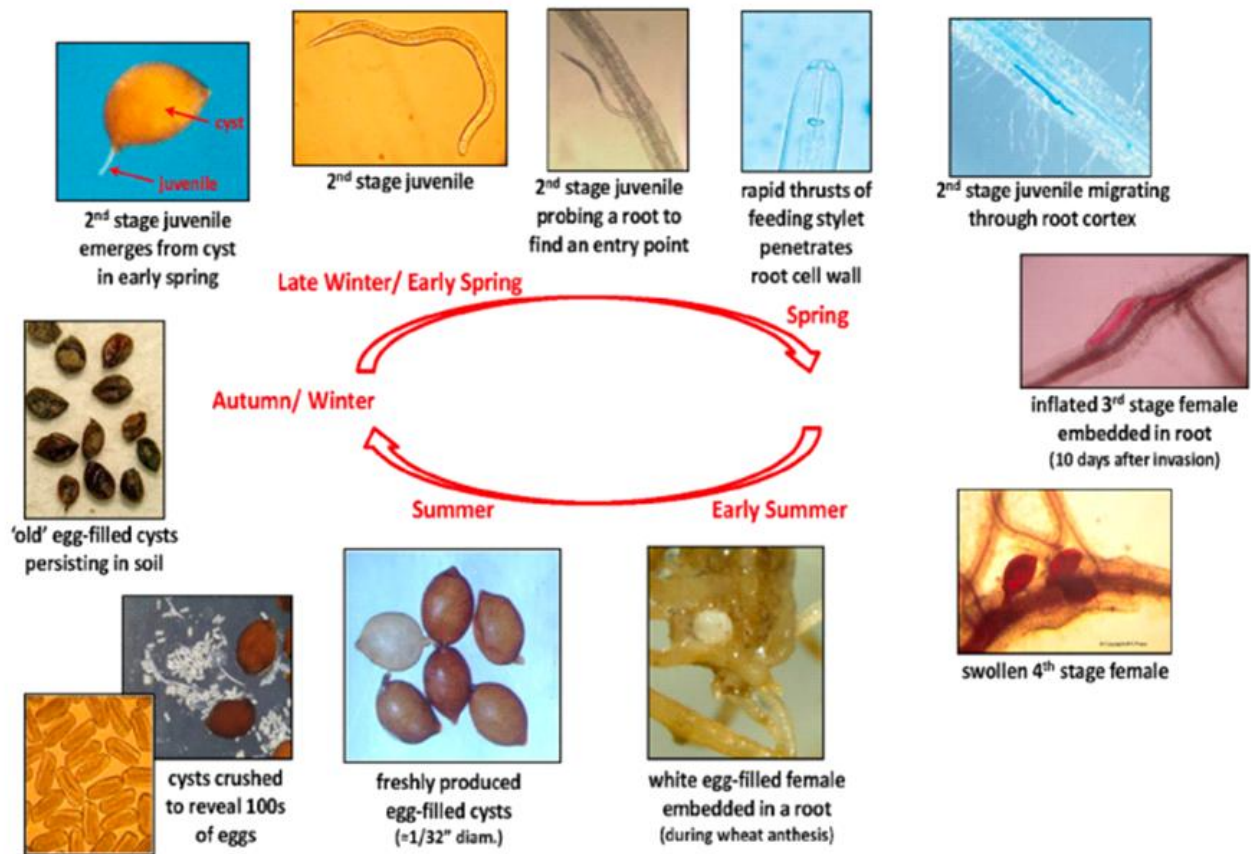 cyst
juvenile
2nd stage juvenile
emerges from cyst
in early spring
2nd stage juvenile
2nd stage juvenile
probing a root to
find an entry point
rapid thrusts of
feeding stylet
penetrates
root cell wall
2nd stage juvenile migrating
through root cortex
Late Winter/ Early Spring
Spring
inflated 3rd stage female
embedded in root
(10 days after invasion)
Autumn/ Winter
Summer
Early Summer
'old' egg-filled cysts
persisting in soil
swollen 4th stage female
cysts crushed
to reveal 100s
of eggs
freshly produced
egg-filled cysts
(=1/32" diam.)
white egg-filled female
embedded in a root
(during wheat anthesis)